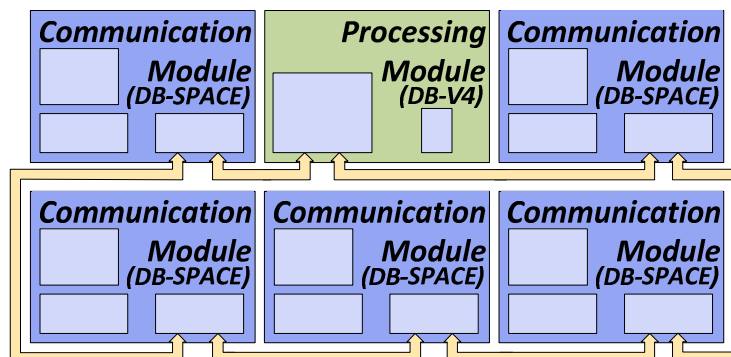 Communication
Module
(DB-SPACE)
Processing
Module
(DB-V4)
Communication
Module
(DB-SPACE)
Communication
Module
(DB-SPACE)
Communication
Module
(DB-SPACE)
Communication
Module
(DB-SPACE)